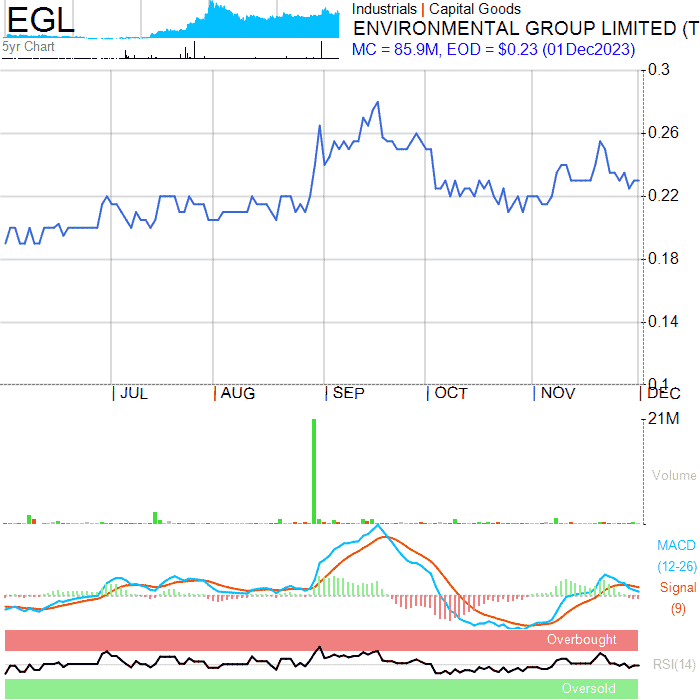 EGL
5yr Chart
Industrials | Capital Goods
ENVIRONMENTAL GROUP LIMITED (T
MC = 85.9M, EOD = $0.23 (01Dec2023)
0.3
0.26
0.22
0.18
0.14
0.1
JUL AUG SEP OCT NOV DEC
21M
Volume
MACD
(12-26)
Signal
(9)
Overbought
RSI(14)
Oversold